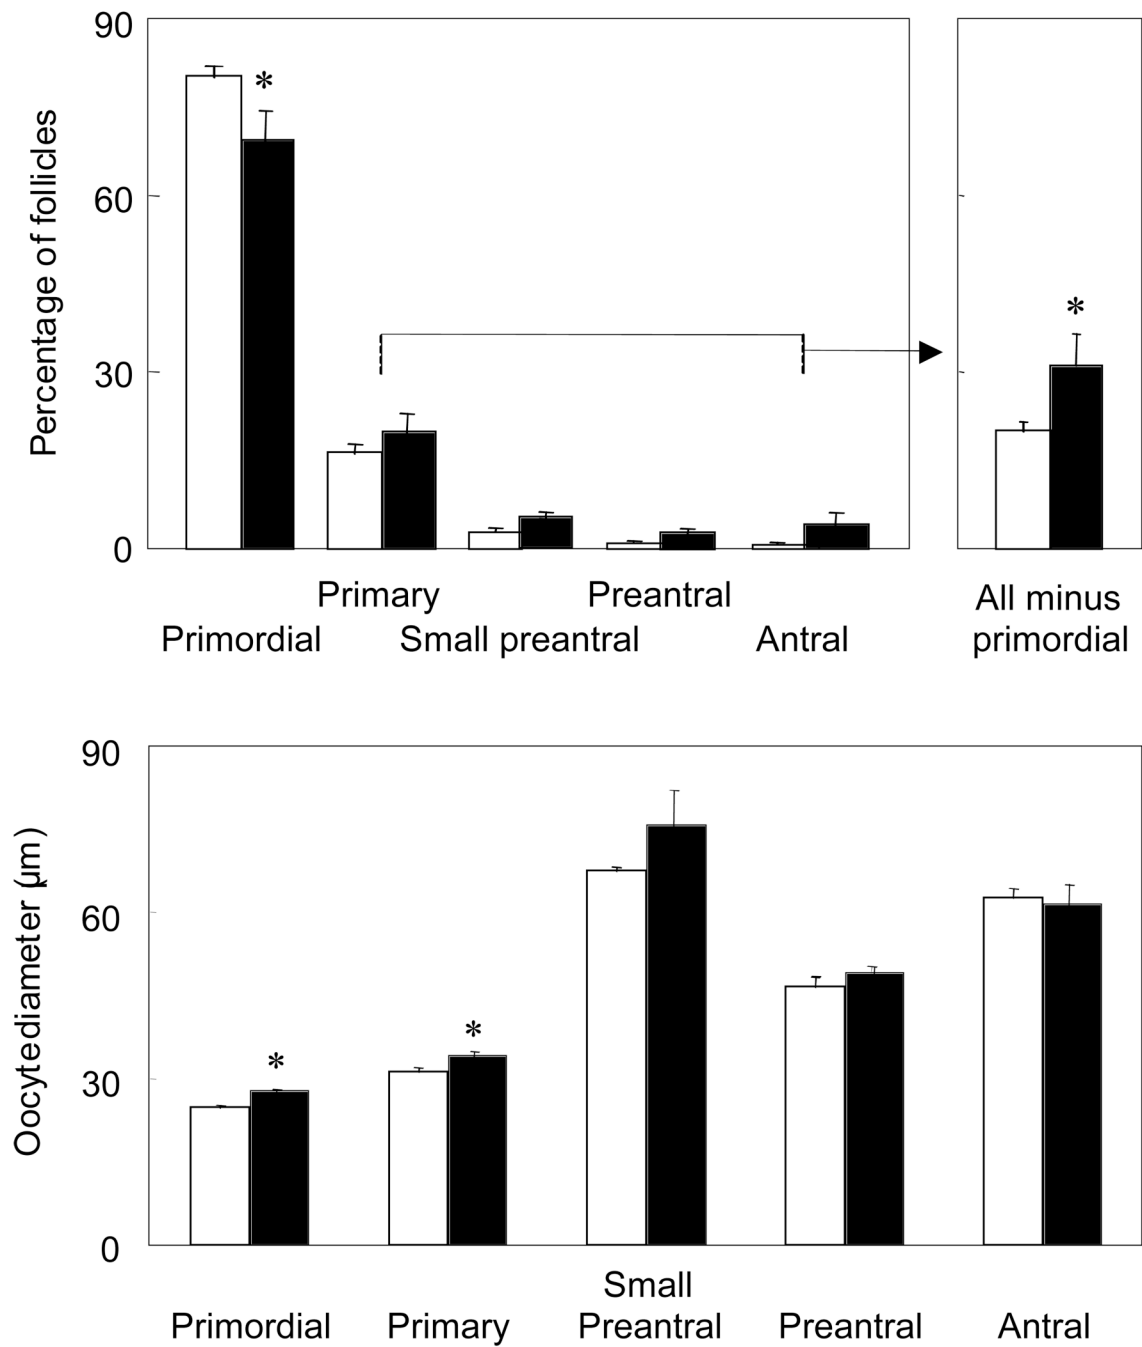 90
60
30
0
Percentage of follicles
*
*
Primary
Preantral
Primordial
Small preantral
Antral
All minus
primordial
90
60
30
0
Oocytediameter (µm)
*
*
Small
Primordial
Primary
Preantral
Preantral
Antral